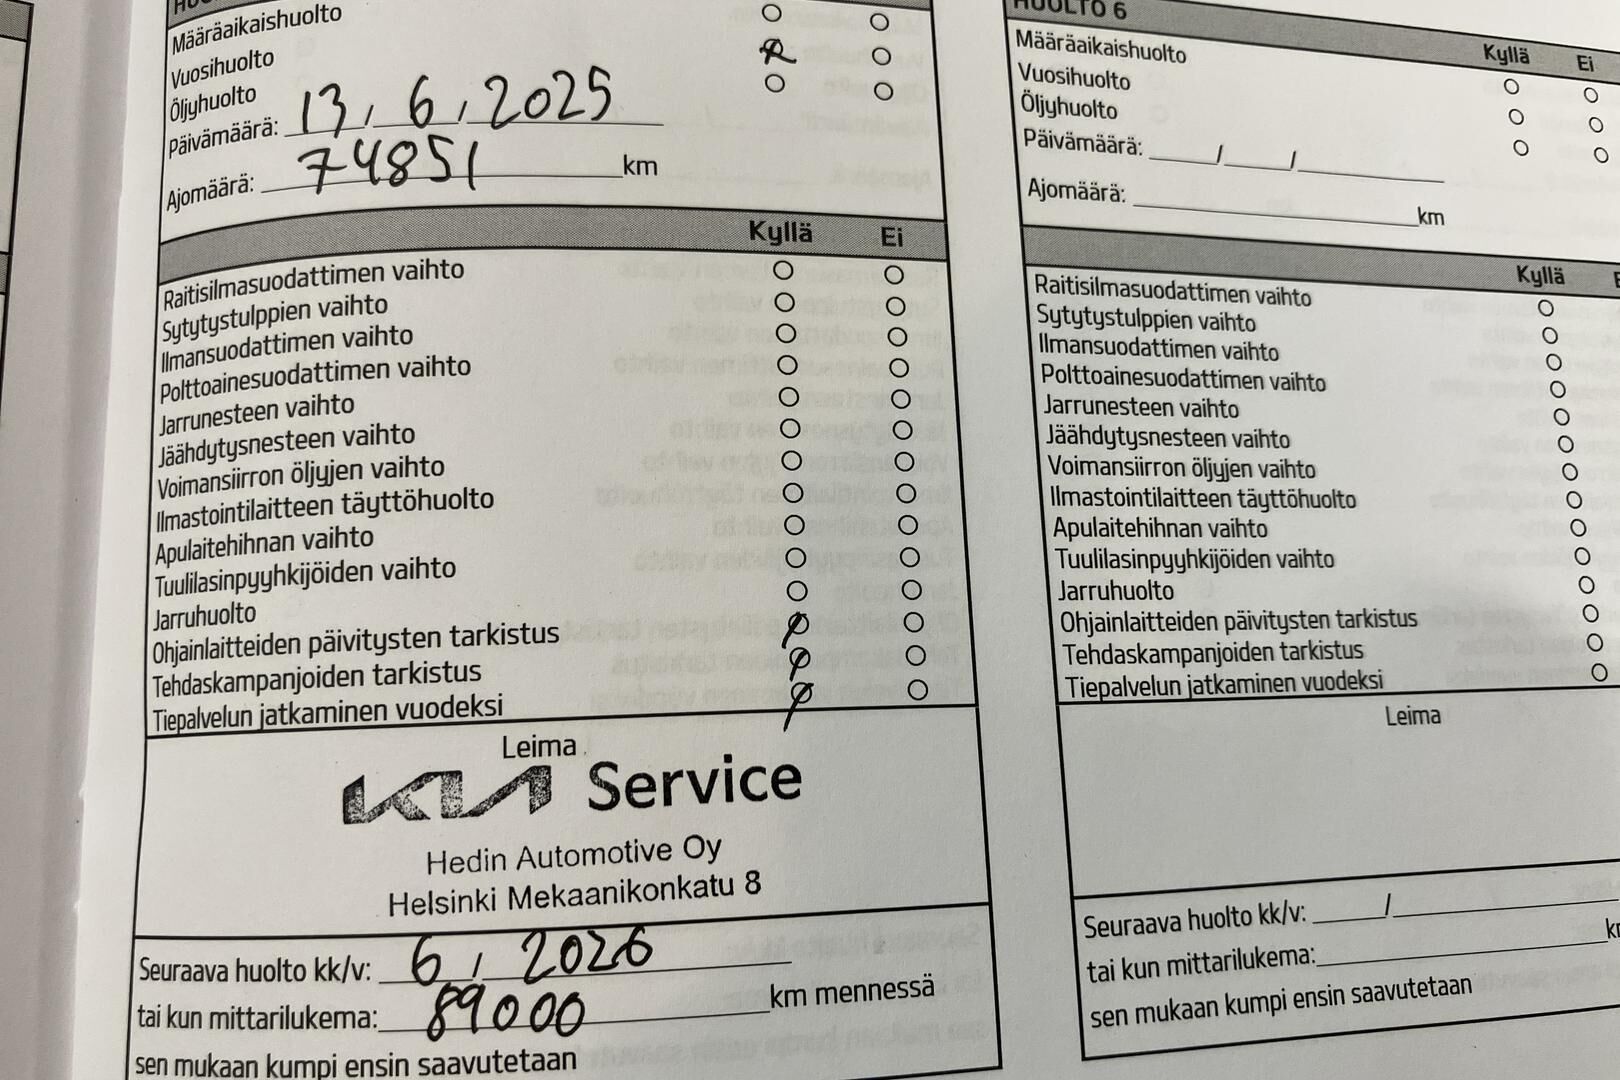 Määräaikaishuolto
Vuosihuolto
Öljyhuolto
Päivämäärä: 13, 6, 2025
Ajomäärä: 74851 km
Kyllä Ei
Raitisilmasuodattimen vaihto
Sytytystulppien vaihto
Ilmansuodattimen vaihto
Polttoainesuodattimen vaihto
Jarrunesteen vaihto
Jäähdytysnesteen vaihto
Voimansiirron öljyjen vaihto
Ilmastointilaitteen täyttöhuolto
Apulaitehihnan vaihto
Tuulilasinpyyhkijöiden vaihto
Jarruhuolto
Ohjainlaitteiden päivitysten tarkistus
Tehdaskampanjoiden tarkistus
Tiepalvelun jatkaminen vuodeksi
Leima
KIA Service
Hedin Automotive Oy
Helsinki Mekaanikonkatu 8
Seuraava huolto kk/v: 6 / 2026
tai kun mittarilukema: 89000 km mennessä
sen mukaan kumpi ensin saavutetaan
HUOLTO 6
Kyllä Ei
Määräaikaishuolto
Vuosihuolto
Öljyhuolto
Päivämäärä: / /
Ajomäärä: km
Kyllä
Raitisilmasuodattimen vaihto
Sytytystulppien vaihto
Ilmansuodattimen vaihto
Polttoainesuodattimen vaihto
Jarrunesteen vaihto
Jäähdytysnesteen vaihto
Voimansiirron öljyjen vaihto
Ilmastointilaitteen täyttöhuolto
Apulaitehihnan vaihto
Tuulilasinpyyhkijöiden vaihto
Jarruhuolto
Ohjainlaitteiden päivitysten tarkistus
Tehdaskampanjoiden tarkistus
Tiepalvelun jatkaminen vuodeksi
Leima
Seuraava huolto kk/v: /
tai kun mittarilukema:
sen mukaan kumpi ensin saavutetaan